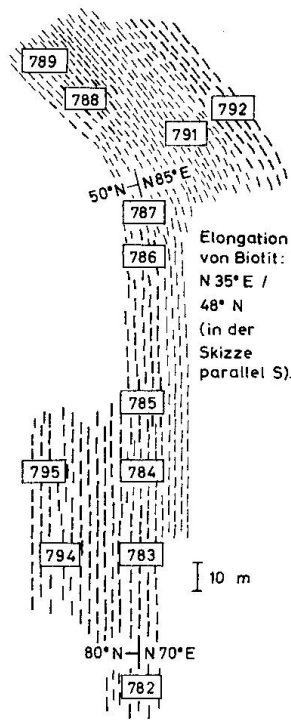 789
788
792
791
50°N N85°E
787
786
Elongation
von Biotit:
N 35° E /
48° N
(in der
Skizze
parallel S).
785
795
784
794
783
10 m
80°N N70°E
782